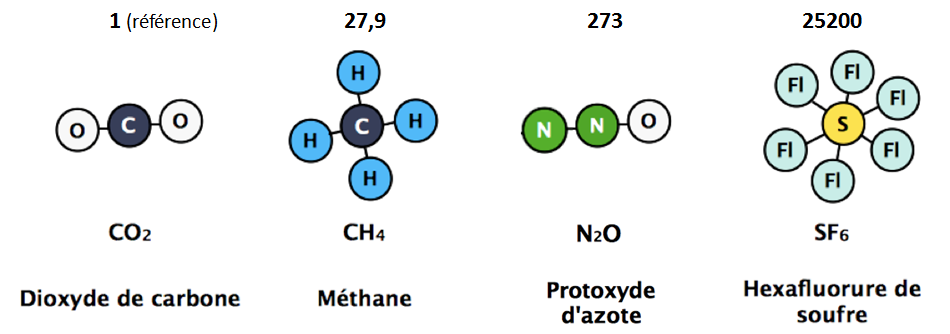 1 (référence) 27,9 273 25200
O C O
H
H C H
H
N N O
Fl Fl Fl
S
Fl Fl Fl
CO2 CH4 N2O SF6
Dioxyde de carbone
Méthane
Protoxyde
d'azote
Hexafluorure de
soufre